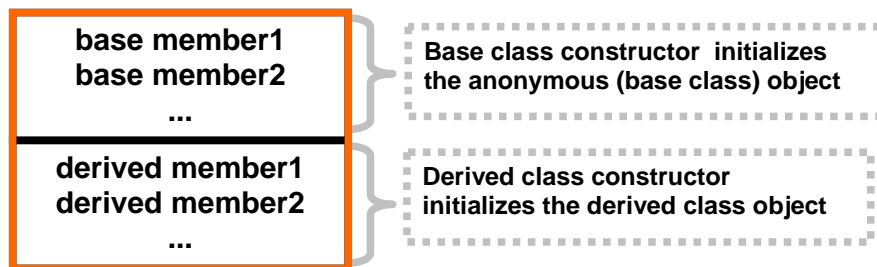 base member1
base member2
...
Base class constructor initializes
the anonymous (base class) object
derived member1
derived member2
...
Derived class constructor
initializes the derived class object